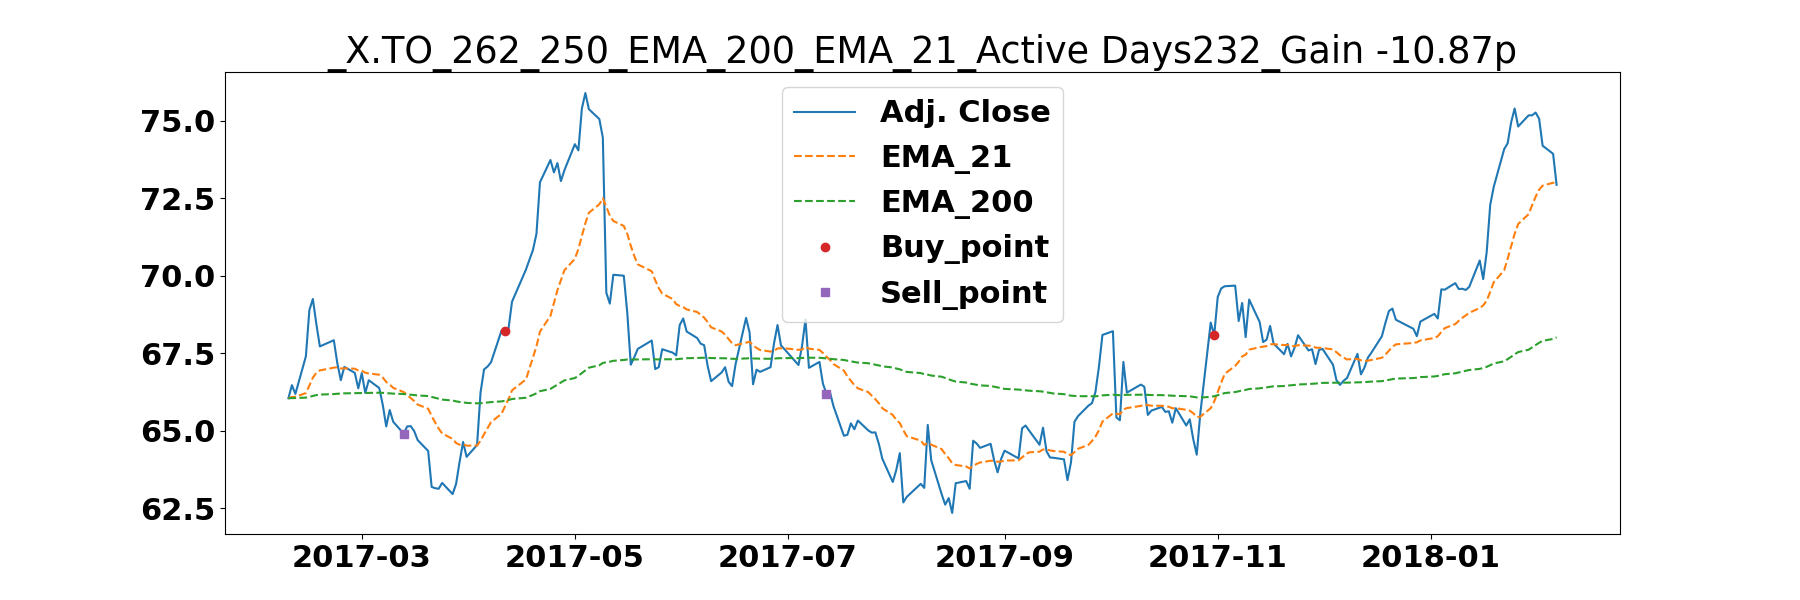 _X.TO_262_250_EMA_200_EMA_21_Active Days232_Gain -10.87p
75.0
72.5
70.0
67.5
65.0
62.5
Adj. Close
EMA_21
EMA_200
Buy_point
Sell_point
2017-03 2017-05 2017-07 2017-09 2017-11 2018-01